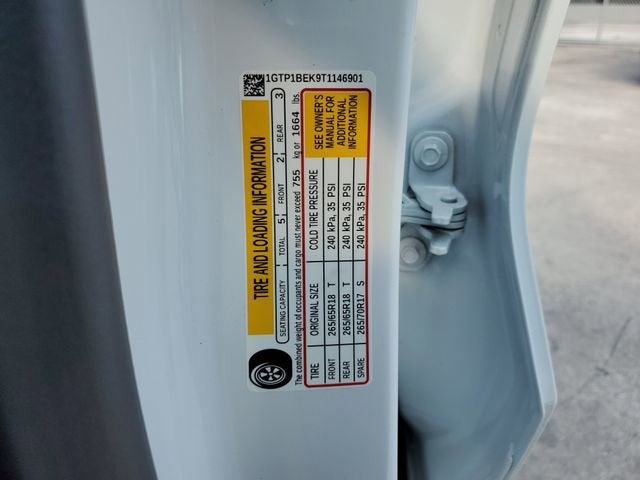 1GTP1BEK9T1146901
TIRE AND LOADING INFORMATION
SEATING CAPACITY TOTAL 5 FRONT 2 REAR 3
The combined weight of occupants and cargo must never exceed 755 kg or 1664 lbs.
TIRE ORIGINAL SIZE COLD TIRE PRESSURE
FRONT 265/65R18 T 240 kPa, 35 PSI
REAR 265/65R18 T 240 kPa, 35 PSI
SPARE 265/70R17 S 240 kPa, 35 PSI
SEE OWNER'S
MANUAL FOR
ADDITIONAL
INFORMATION